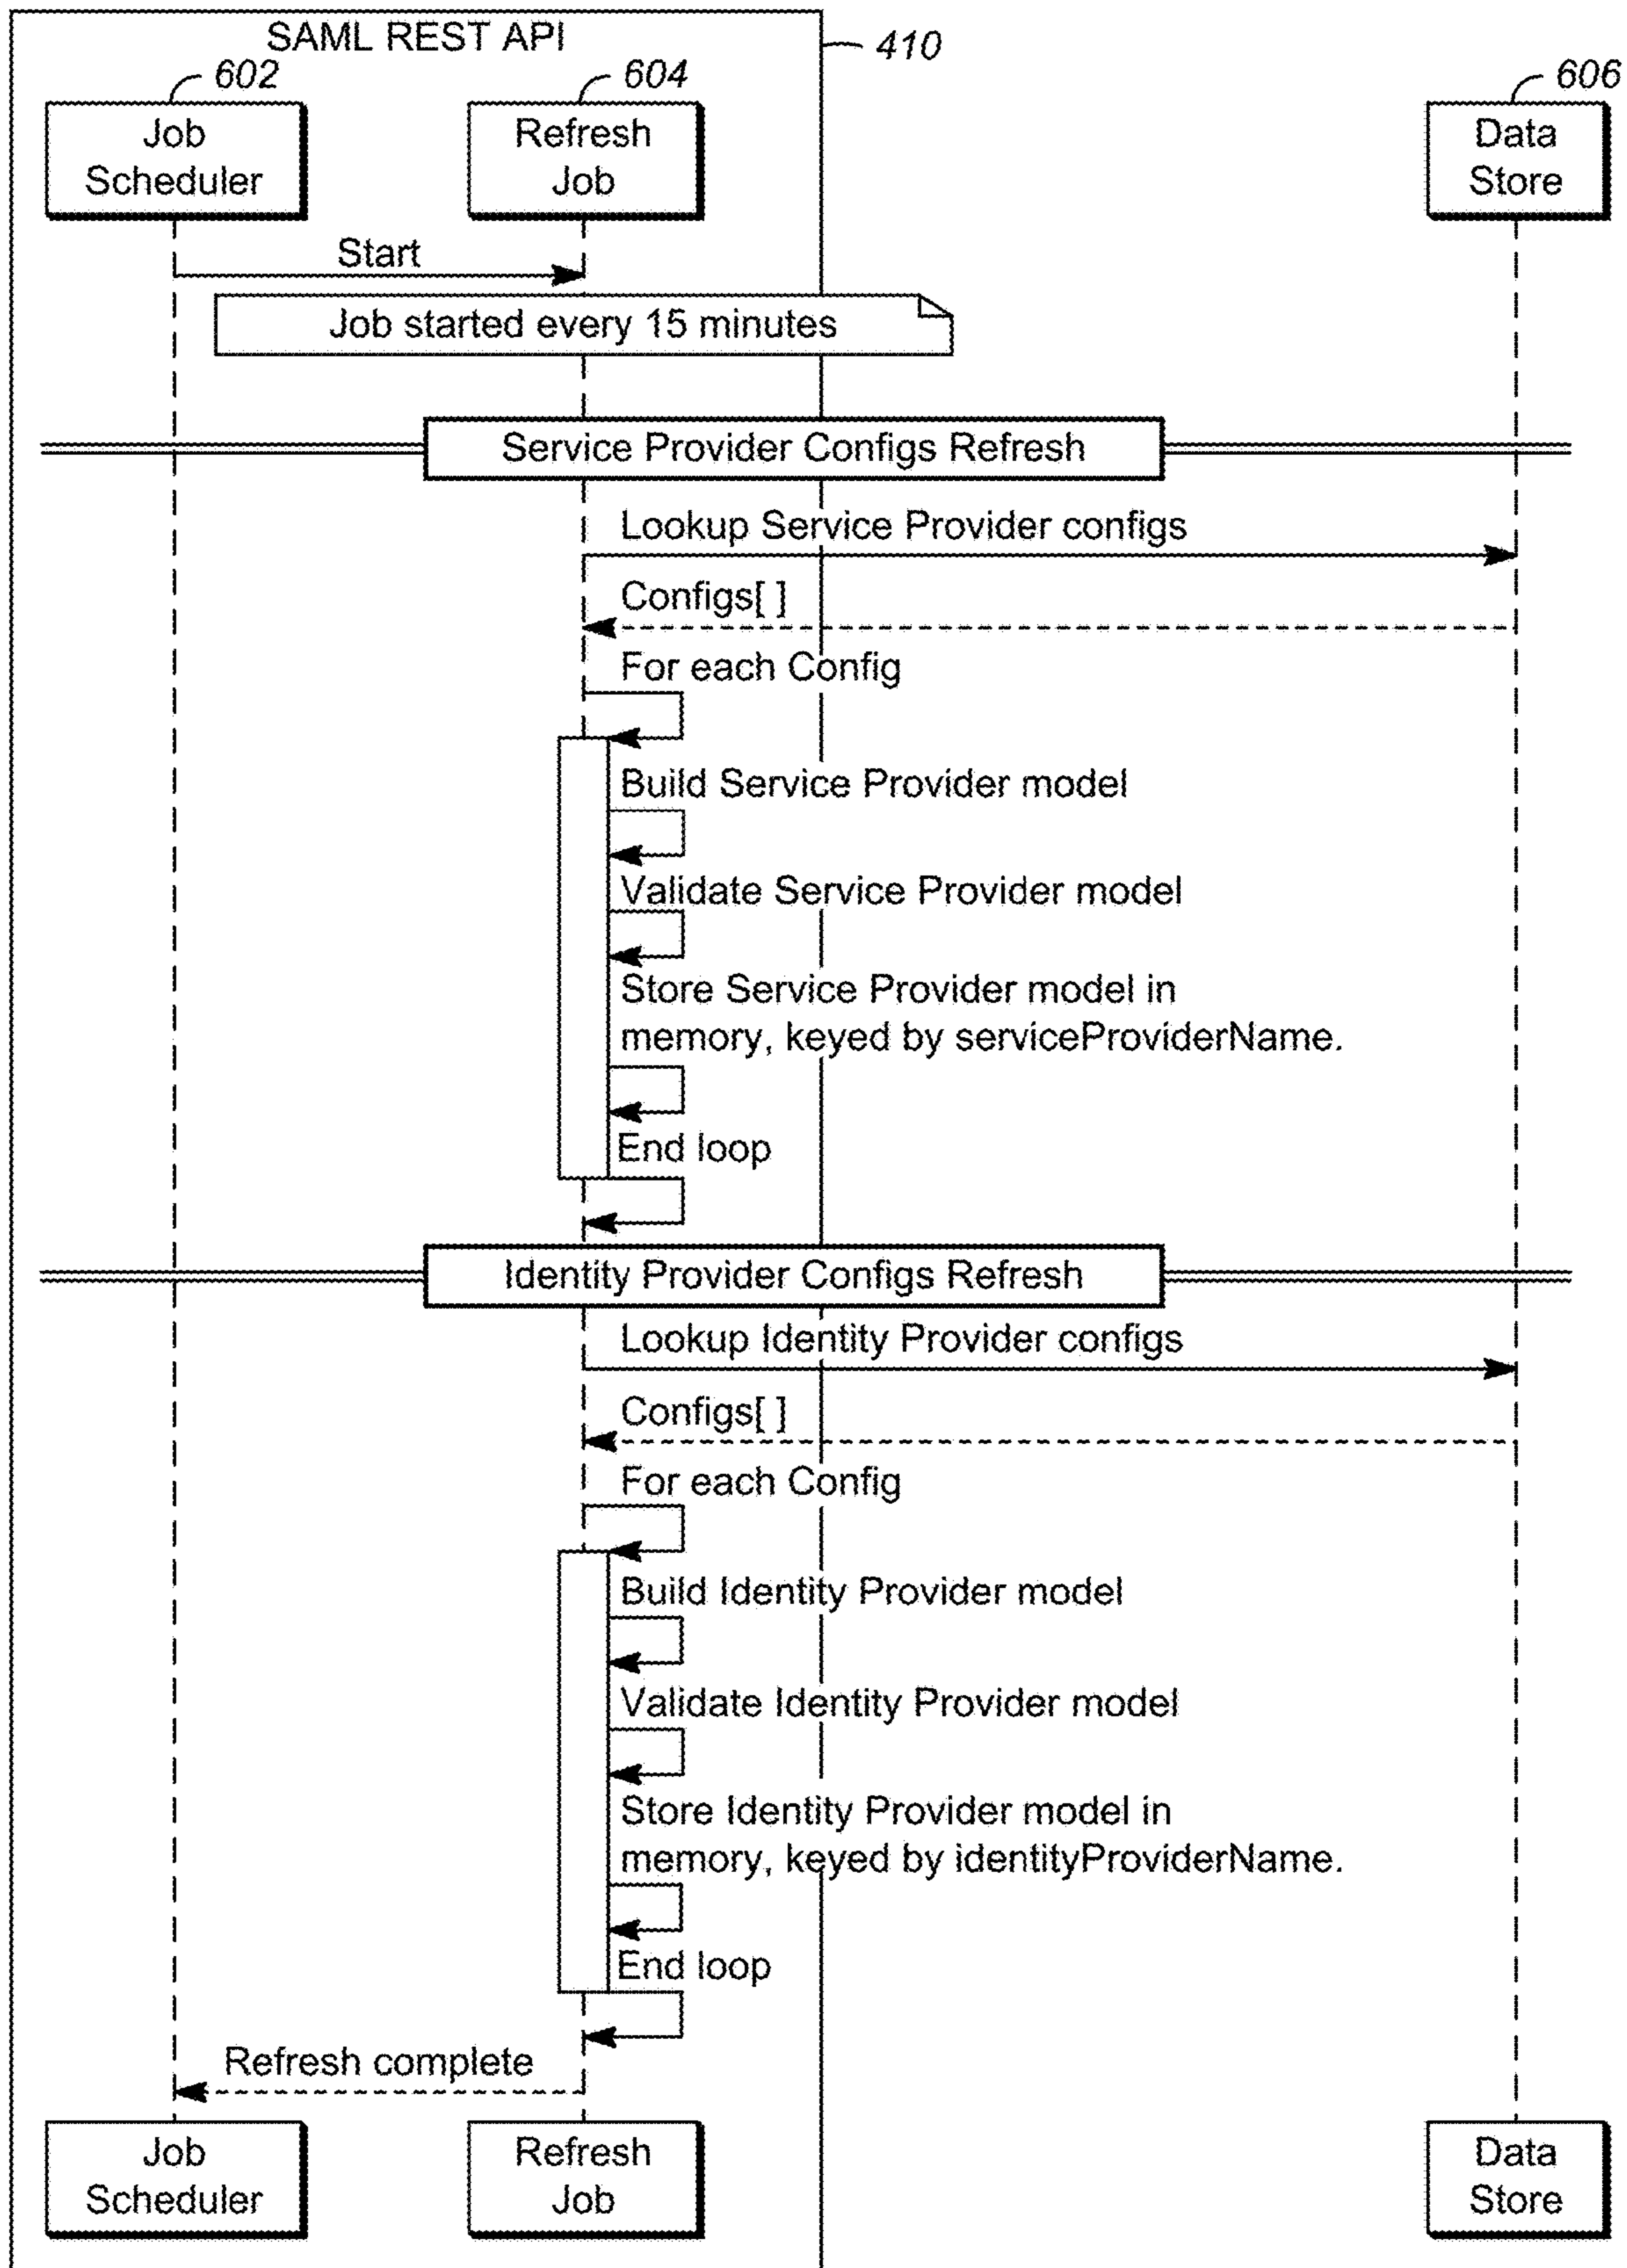 SAML REST API
410
602
604
606
Job
Scheduler
Refresh
Job
Data
Store
Start
Job started every 15 minutes
Service Provider Configs Refresh
Lookup Service Provider configs
Configs[ ]
For each Config
Build Service Provider model
Validate Service Provider model
Store Service Provider model in
memory, keyed by serviceProviderName.
End loop
Identity Provider Configs Refresh
Lookup Identity Provider configs
Configs[ ]
For each Config
Build Identity Provider model
Validate Identity Provider model
Store Identity Provider model in
memory, keyed by identityProviderName.
End loop
Refresh complete
Job
Scheduler
Refresh
Job
Data
Store